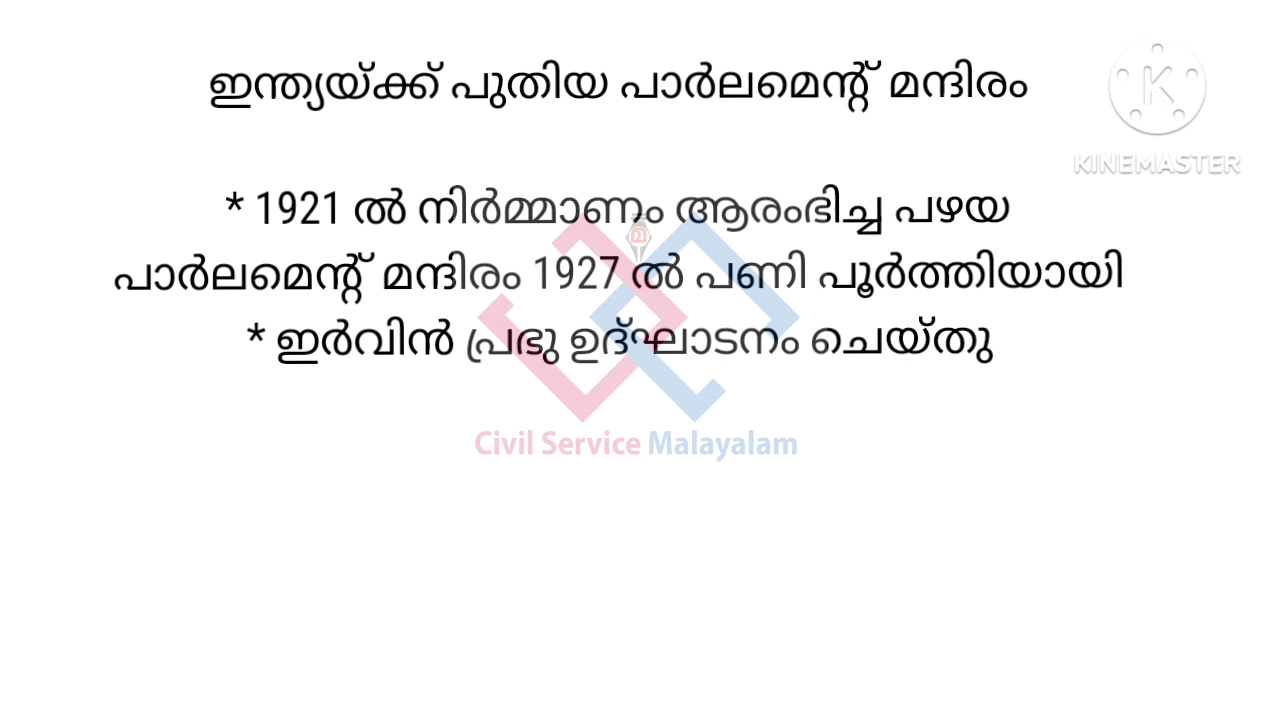 ഇന്ത്യയ്ക്ക് പുതിയ പാർലമെന്റ് മന്ദിരം
KINEMASTER
* 1921 ൽ നിർമ്മാണം ആരംഭിച്ച പഴയ
പാർലമെന്റ് മന്ദിരം 1927 ൽ പണി പൂർത്തിയായി
* ഇർവിൻ പ്രഭു ഉദ്ഘാടനം ചെയ്തു
Civil Service Malayalam